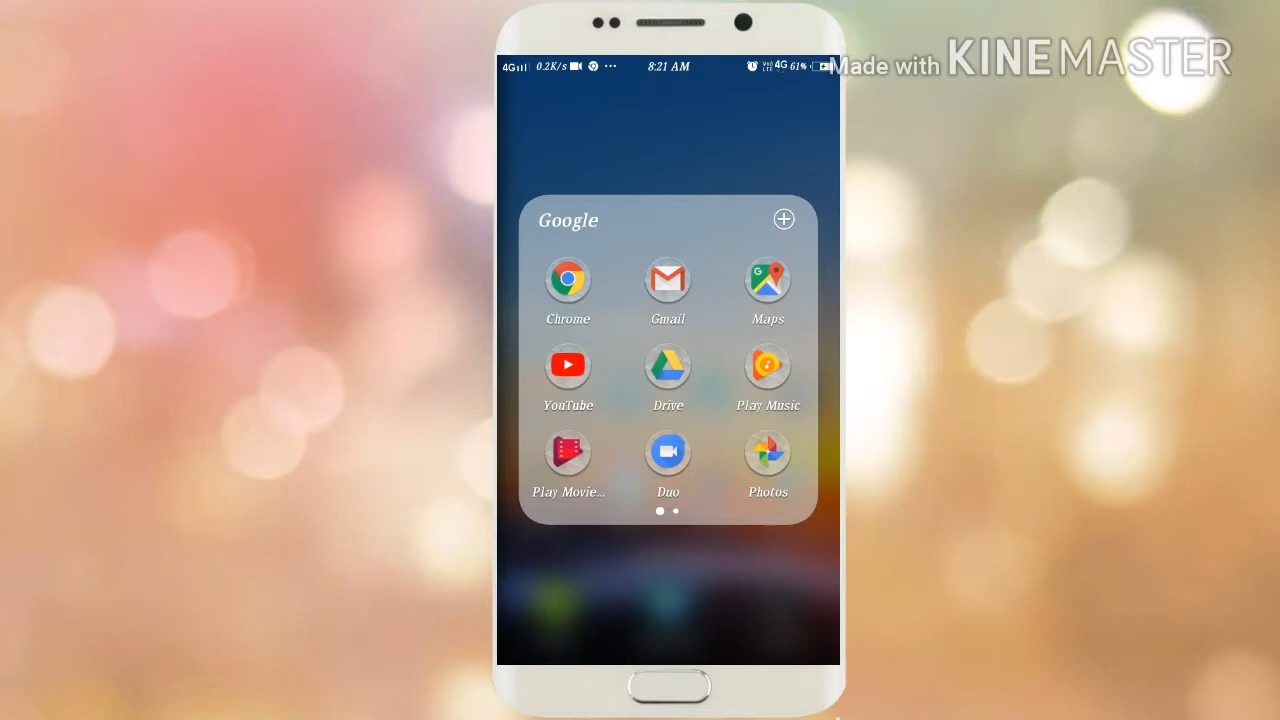 Made with KINEMASTER
4G 0.2K/s ... 8:21 AM VoLTE 4G 61%
Google
Chrome Gmail Maps
YouTube Drive Play Music
Play Movie... Duo Photos